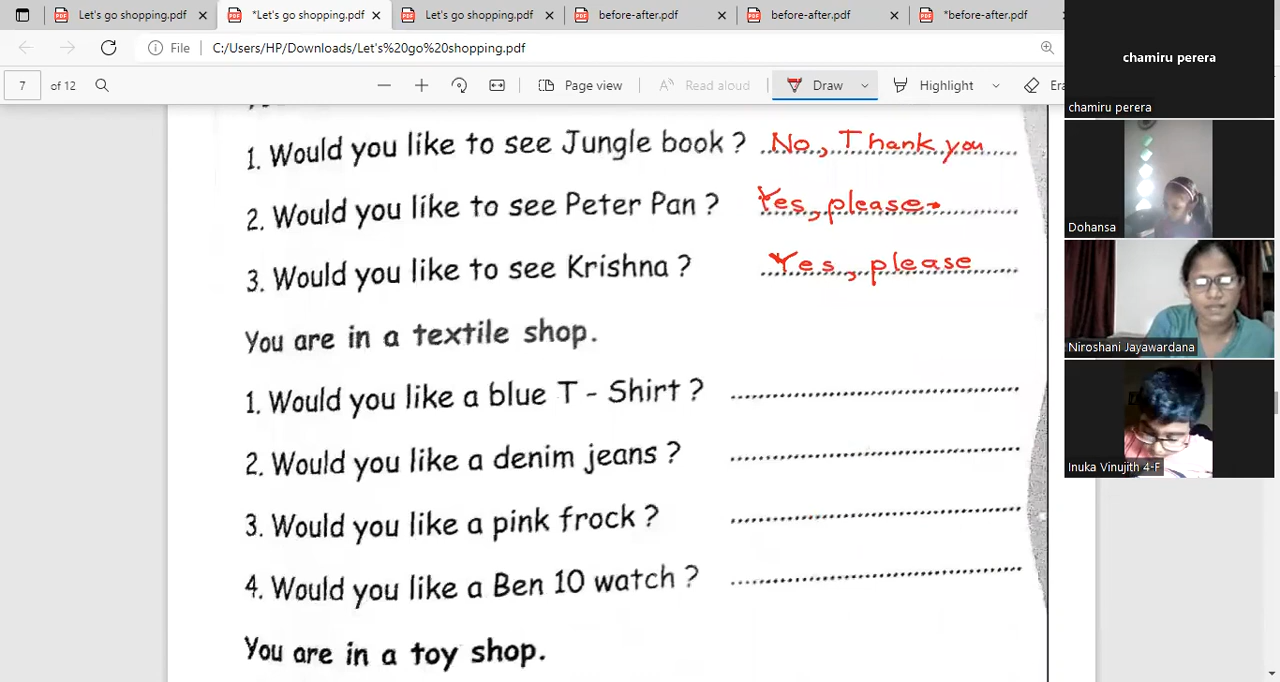 Let's go shopping.pdf
*Let's go shopping.pdf
Let's go shopping.pdf
before-after.pdf
before-after.pdf
*before-after.pdf
File
C:/Users/HP/Downloads/Let's%20go%20shopping.pdf
7 of 12
Page view
Read aloud
Draw
Highlight
Era
1. Would you like to see Jungle book ? No, Thank you
2. Would you like to see Peter Pan ? Yes, please.
3. Would you like to see Krishna ? Yes, please
You are in a textile shop.
1. Would you like a blue T - Shirt ?
2. Would you like a denim jeans ?
3. Would you like a pink frock ?
4. Would you like a Ben 10 watch ?
You are in a toy shop.
chamiru perera
chamiru perera
Dohansa
Niroshani Jayawardana
Inuka Vinujith 4-F